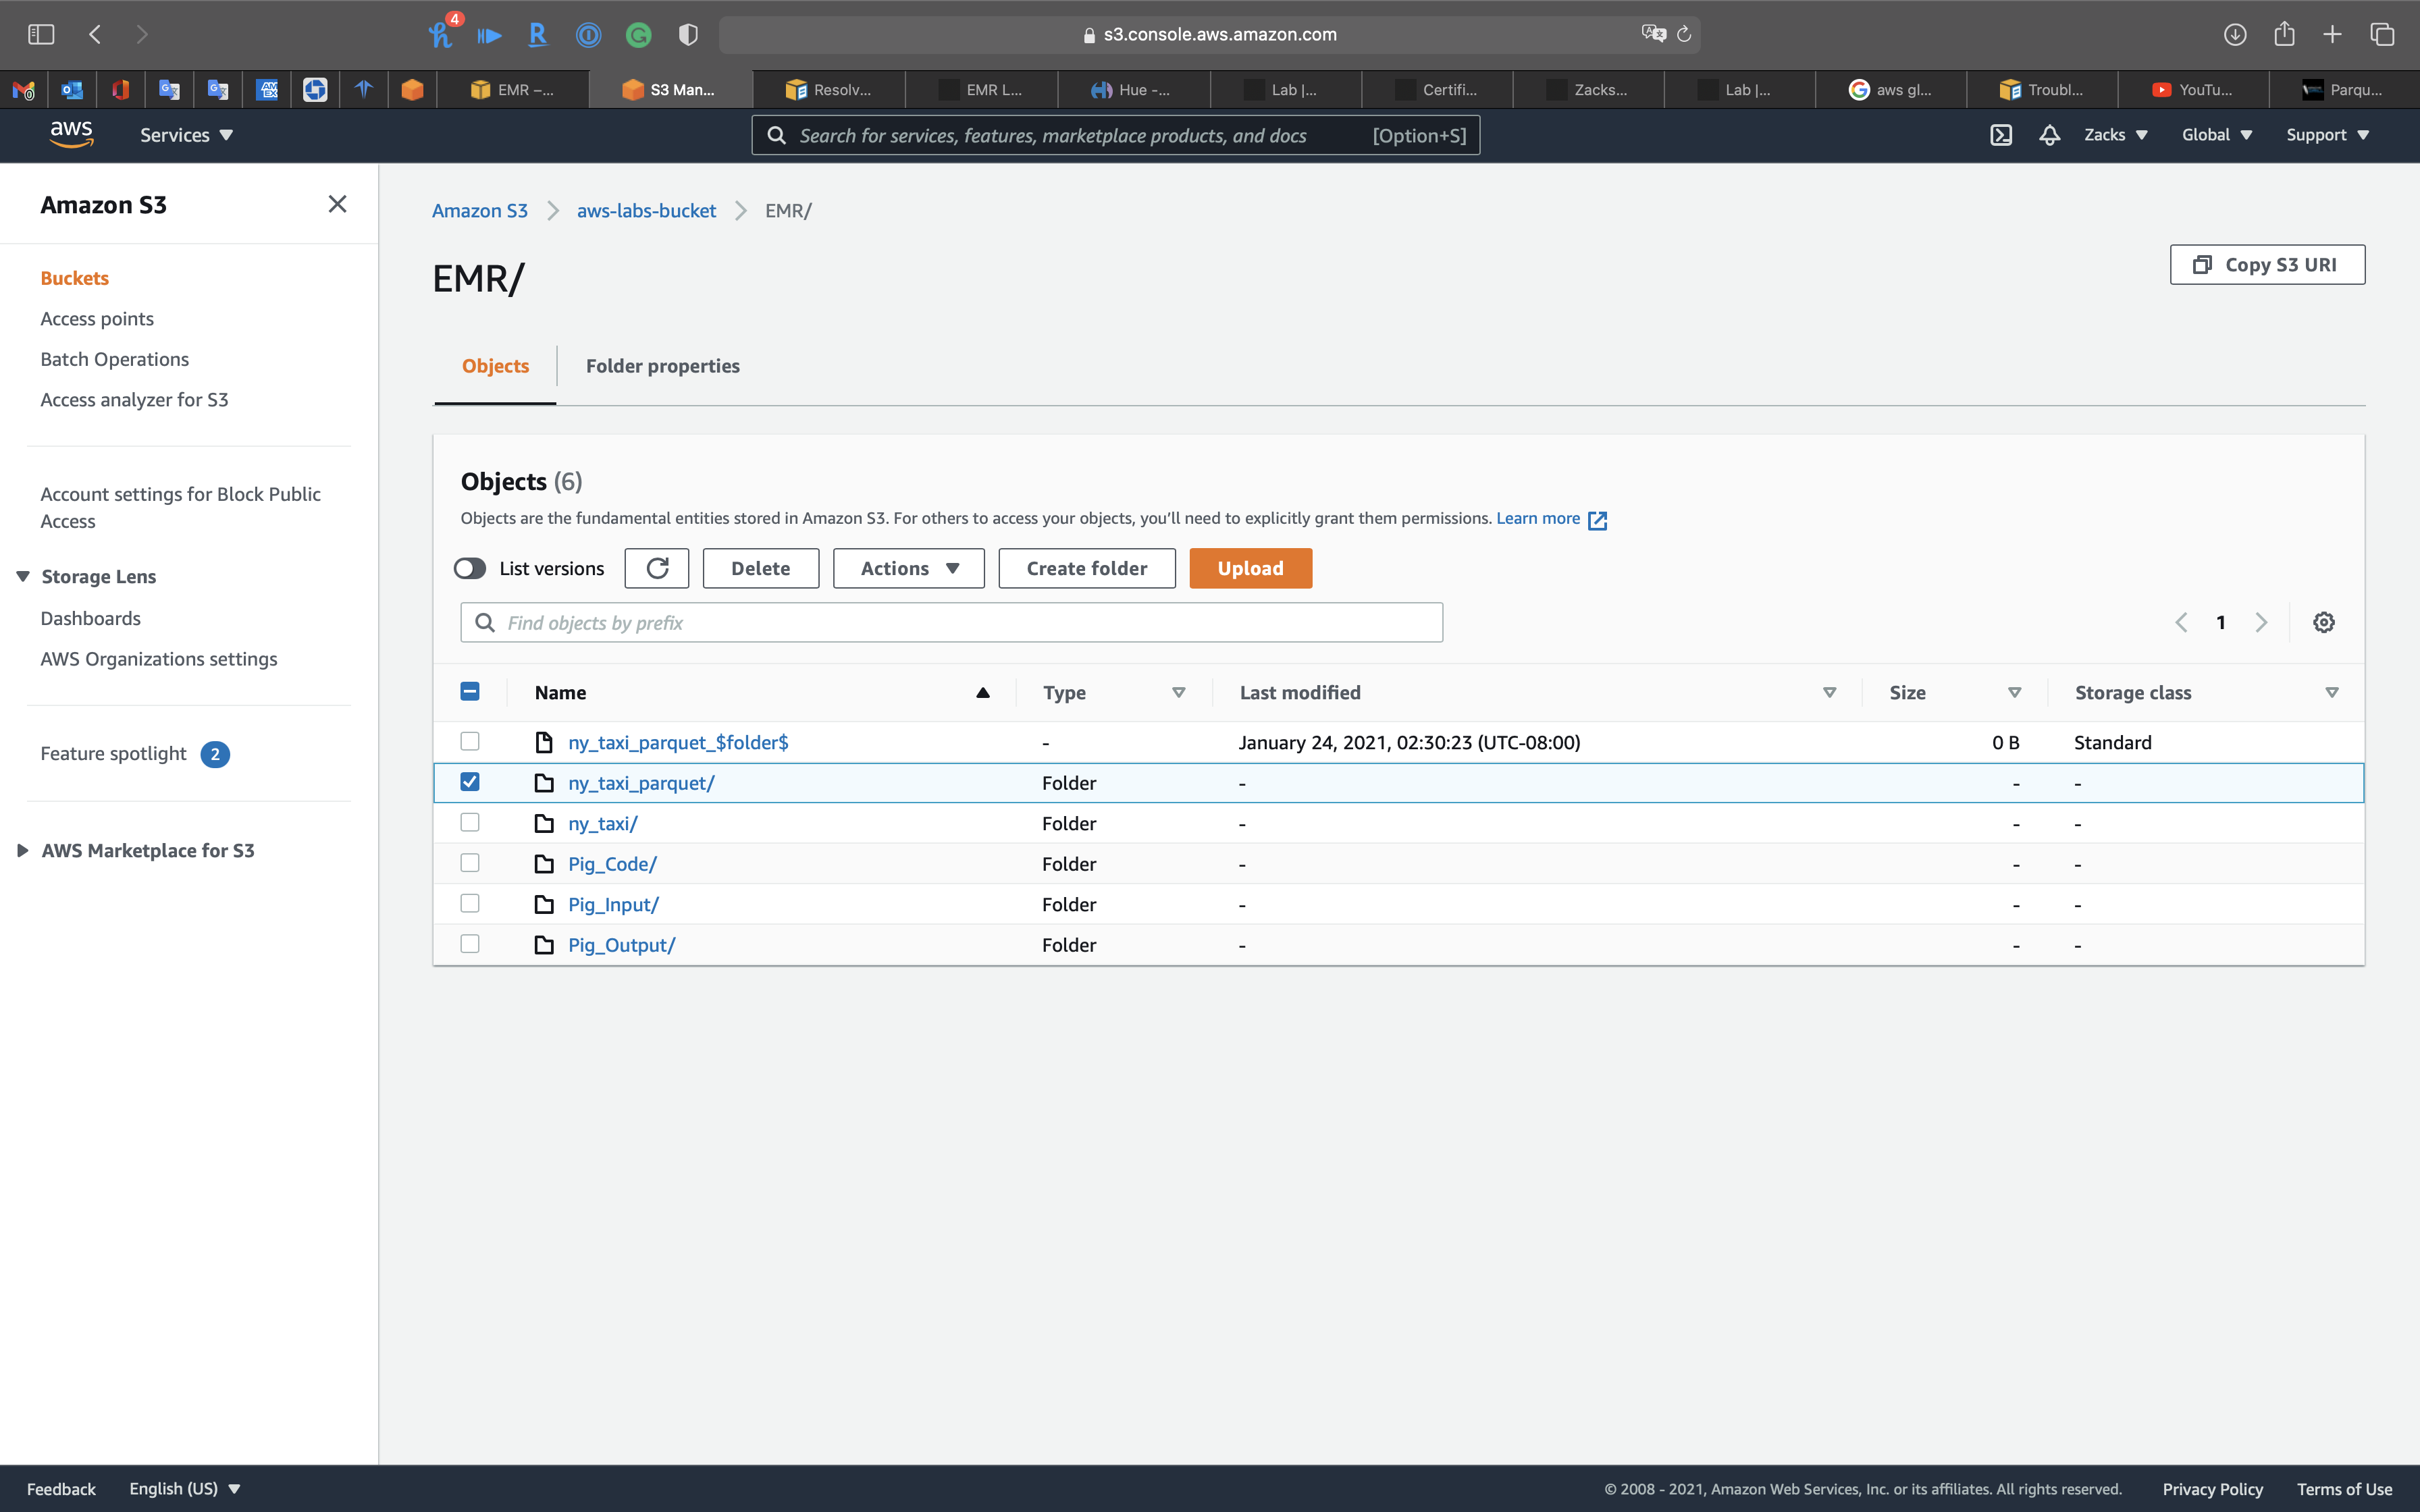 4
s3.console.aws.amazon.com
EMR –...
S3 Man...
Resolv...
EMR L...
Hue -...
Lab |...
Certifi...
Zacks...
Lab |...
aws gl...
Troubl...
YouTu...
Parqu...
aws
Services
Search for services, features, marketplace products, and docs [Option+S]
Zacks
Global
Support
Amazon S3
Buckets
Access points
Batch Operations
Access analyzer for S3
Account settings for Block Public
Access
Storage Lens
Dashboards
AWS Organizations settings
Feature spotlight 2
AWS Marketplace for S3
Amazon S3 aws-labs-bucket EMR/
EMR/
Copy S3 URI
Objects
Folder properties
Objects (6)
Objects are the fundamental entities stored in Amazon S3. For others to access your objects, you’ll need to explicitly grant them permissions. Learn more
List versions
Delete
Actions
Create folder
Upload
Find objects by prefix
1
Name Type Last modified Size Storage class
ny_taxi_parquet_$folder$ - January 24, 2021, 02:30:23 (UTC-08:00) 0 B Standard
ny_taxi_parquet/ Folder - - -
ny_taxi/ Folder - - -
Pig_Code/ Folder - - -
Pig_Input/ Folder - - -
Pig_Output/ Folder - - -
Feedback
English (US)
© 2008 - 2021, Amazon Web Services, Inc. or its affiliates. All rights reserved.
Privacy Policy
Terms of Use